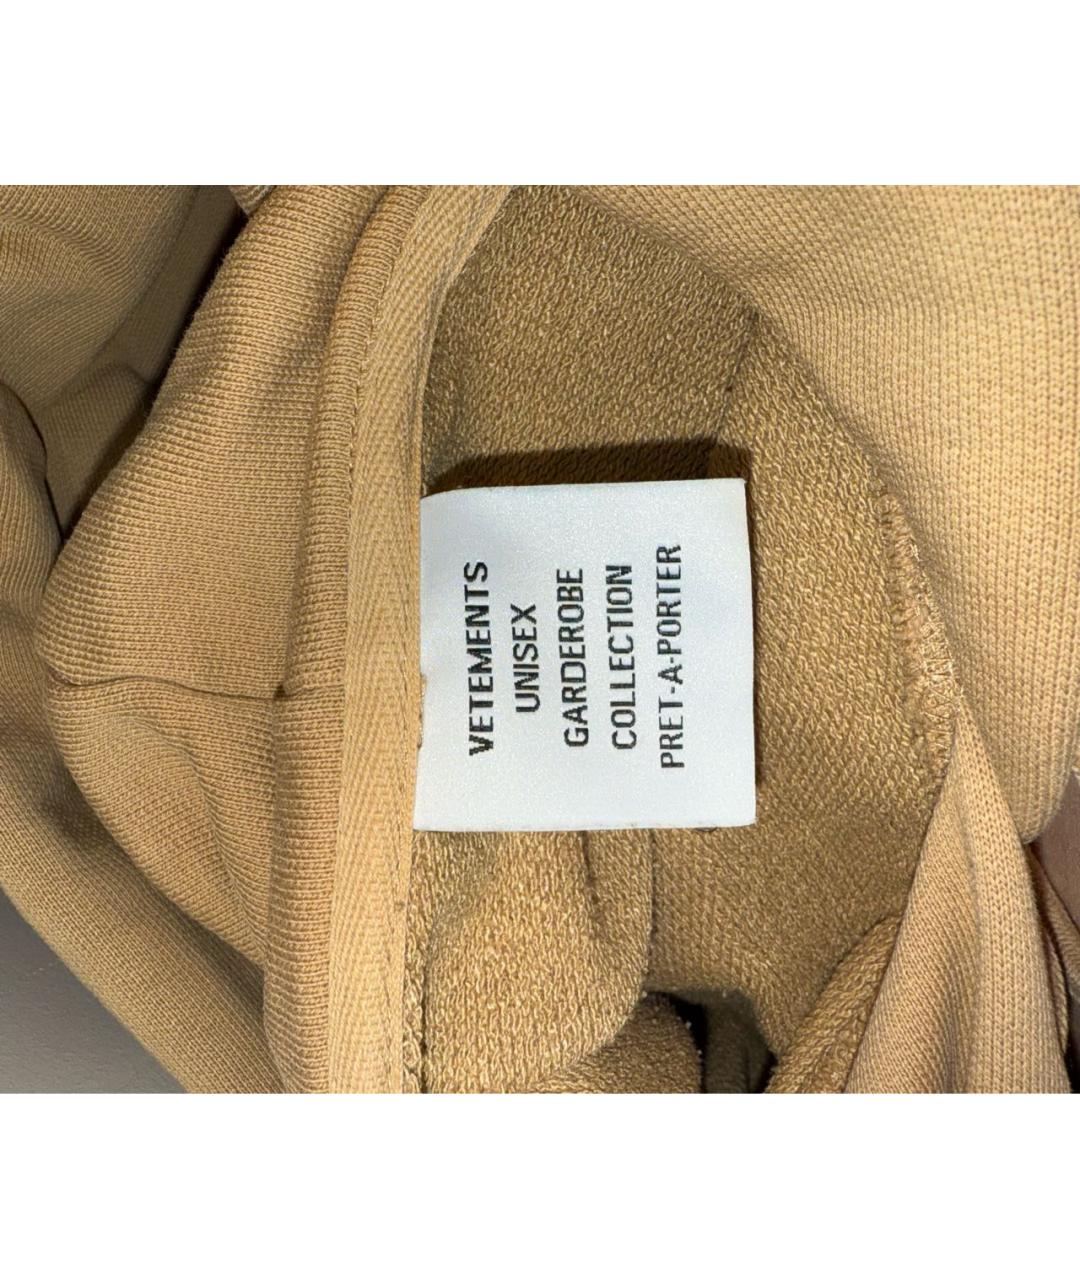 VETEMENTS
UNISEX
GARDEROBE
COLLECTION
PRET-A-PORTER